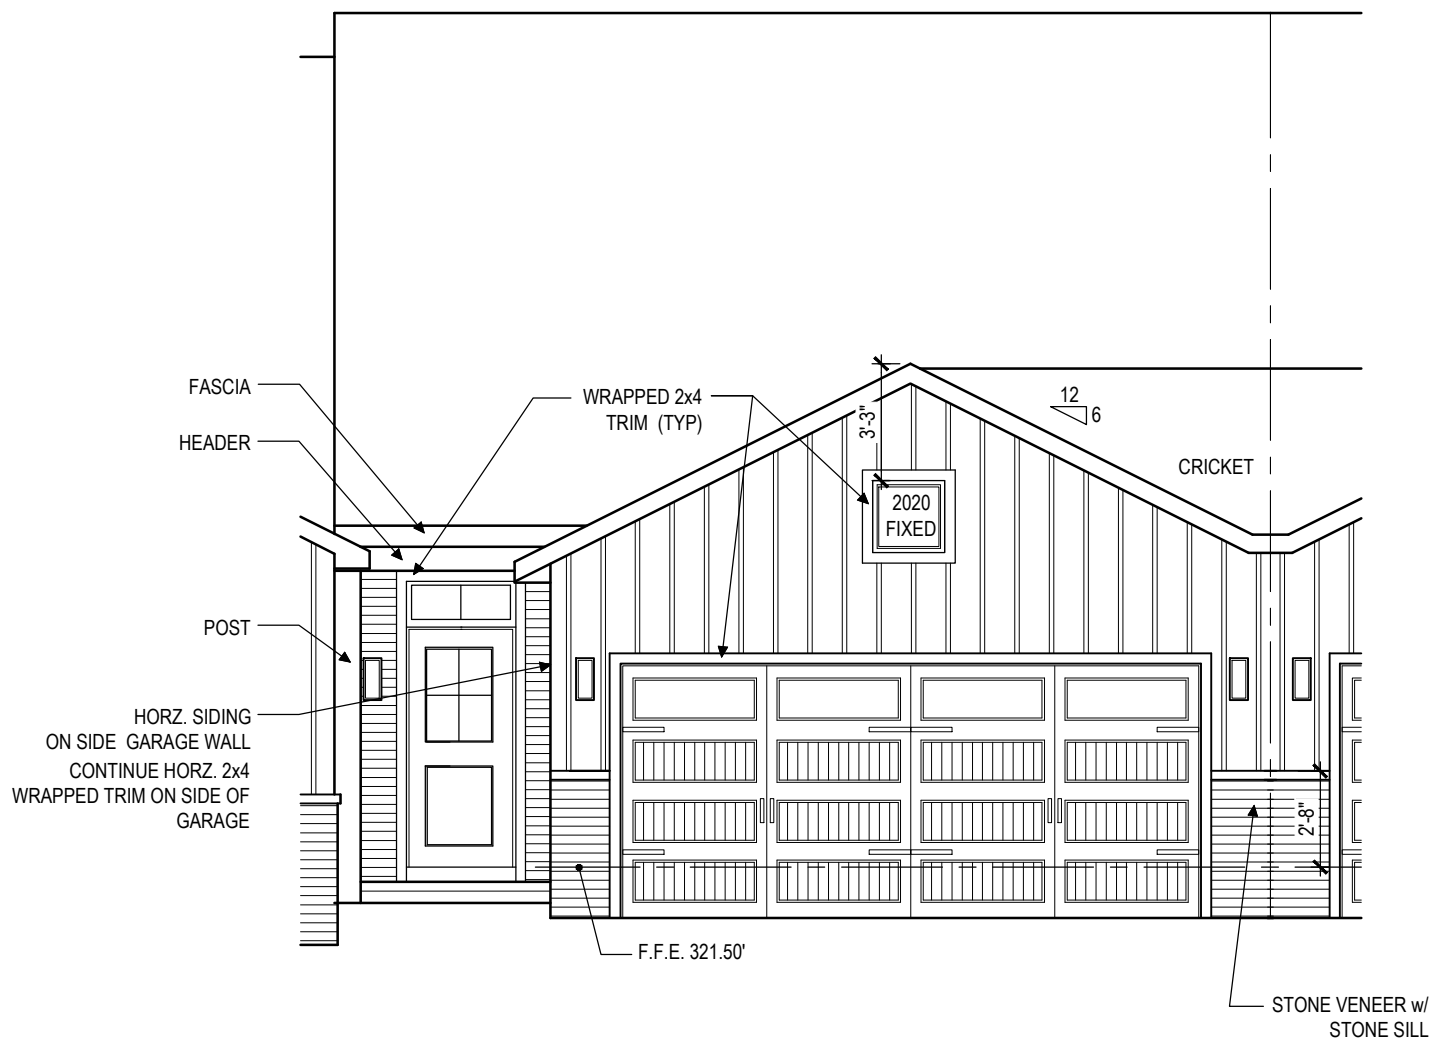 FASCIA
HEADER
WRAPPED 2x4
TRIM (TYP)
3'-3"
12
6
CRICKET
2020
FIXED
POST
HORZ. SIDING
ON SIDE GARAGE WALL
CONTINUE HORZ. 2x4
WRAPPED TRIM ON SIDE OF
GARAGE
2'-8"
F.F.E. 321.50'
STONE VENEER w/
STONE SILL